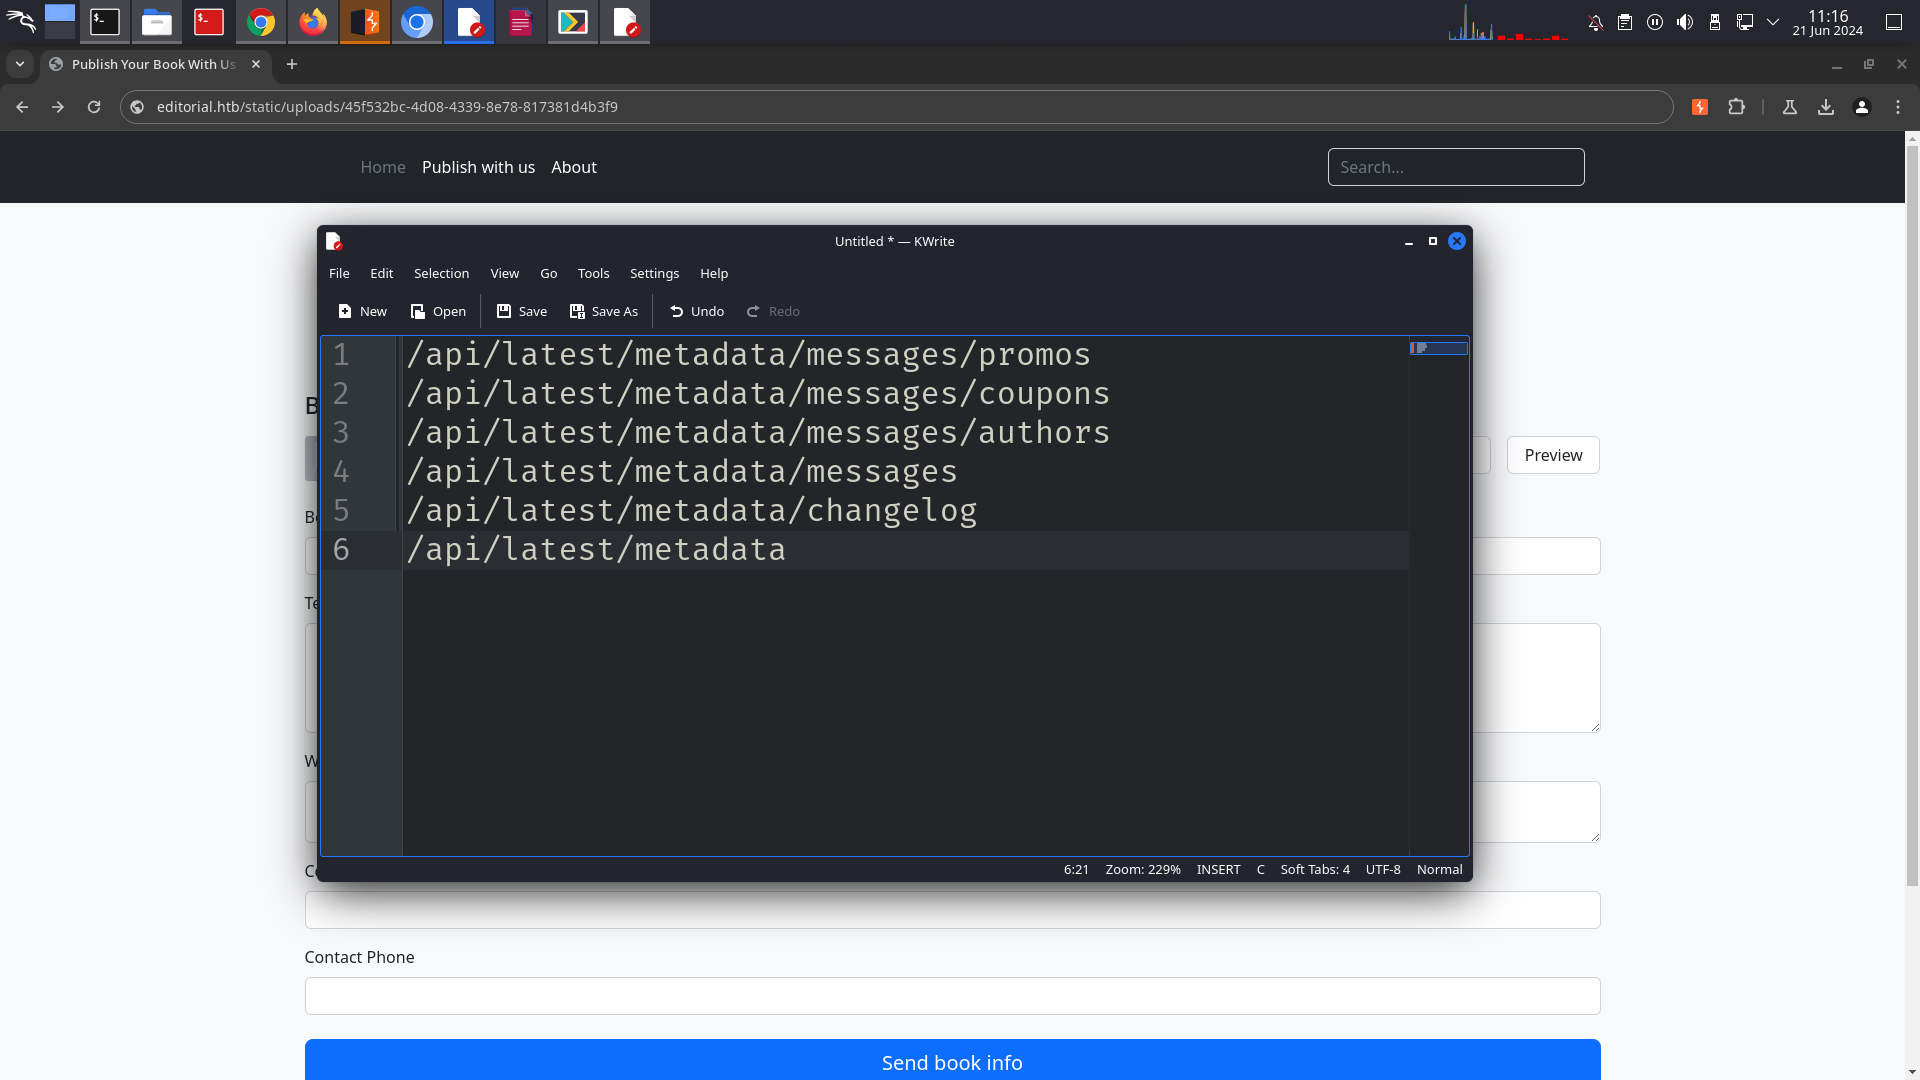 11:16
21 Jun 2024
Publish Your Book With Us
editorial.htb/static/uploads/45f532bc-4d08-4339-8e78-817381d4b3f9
Home Publish with us About Search...
Untitled * — KWrite
File Edit Selection View Go Tools Settings Help
New Open Save Save As Undo Redo
1 /api/latest/metadata/messages/promos
2 /api/latest/metadata/messages/coupons
3 /api/latest/metadata/messages/authors
4 /api/latest/metadata/messages
5 /api/latest/metadata/changelog
6 /api/latest/metadata
Preview
6:21 Zoom: 229% INSERT C Soft Tabs: 4 UTF-8 Normal
Contact Phone
Send book info